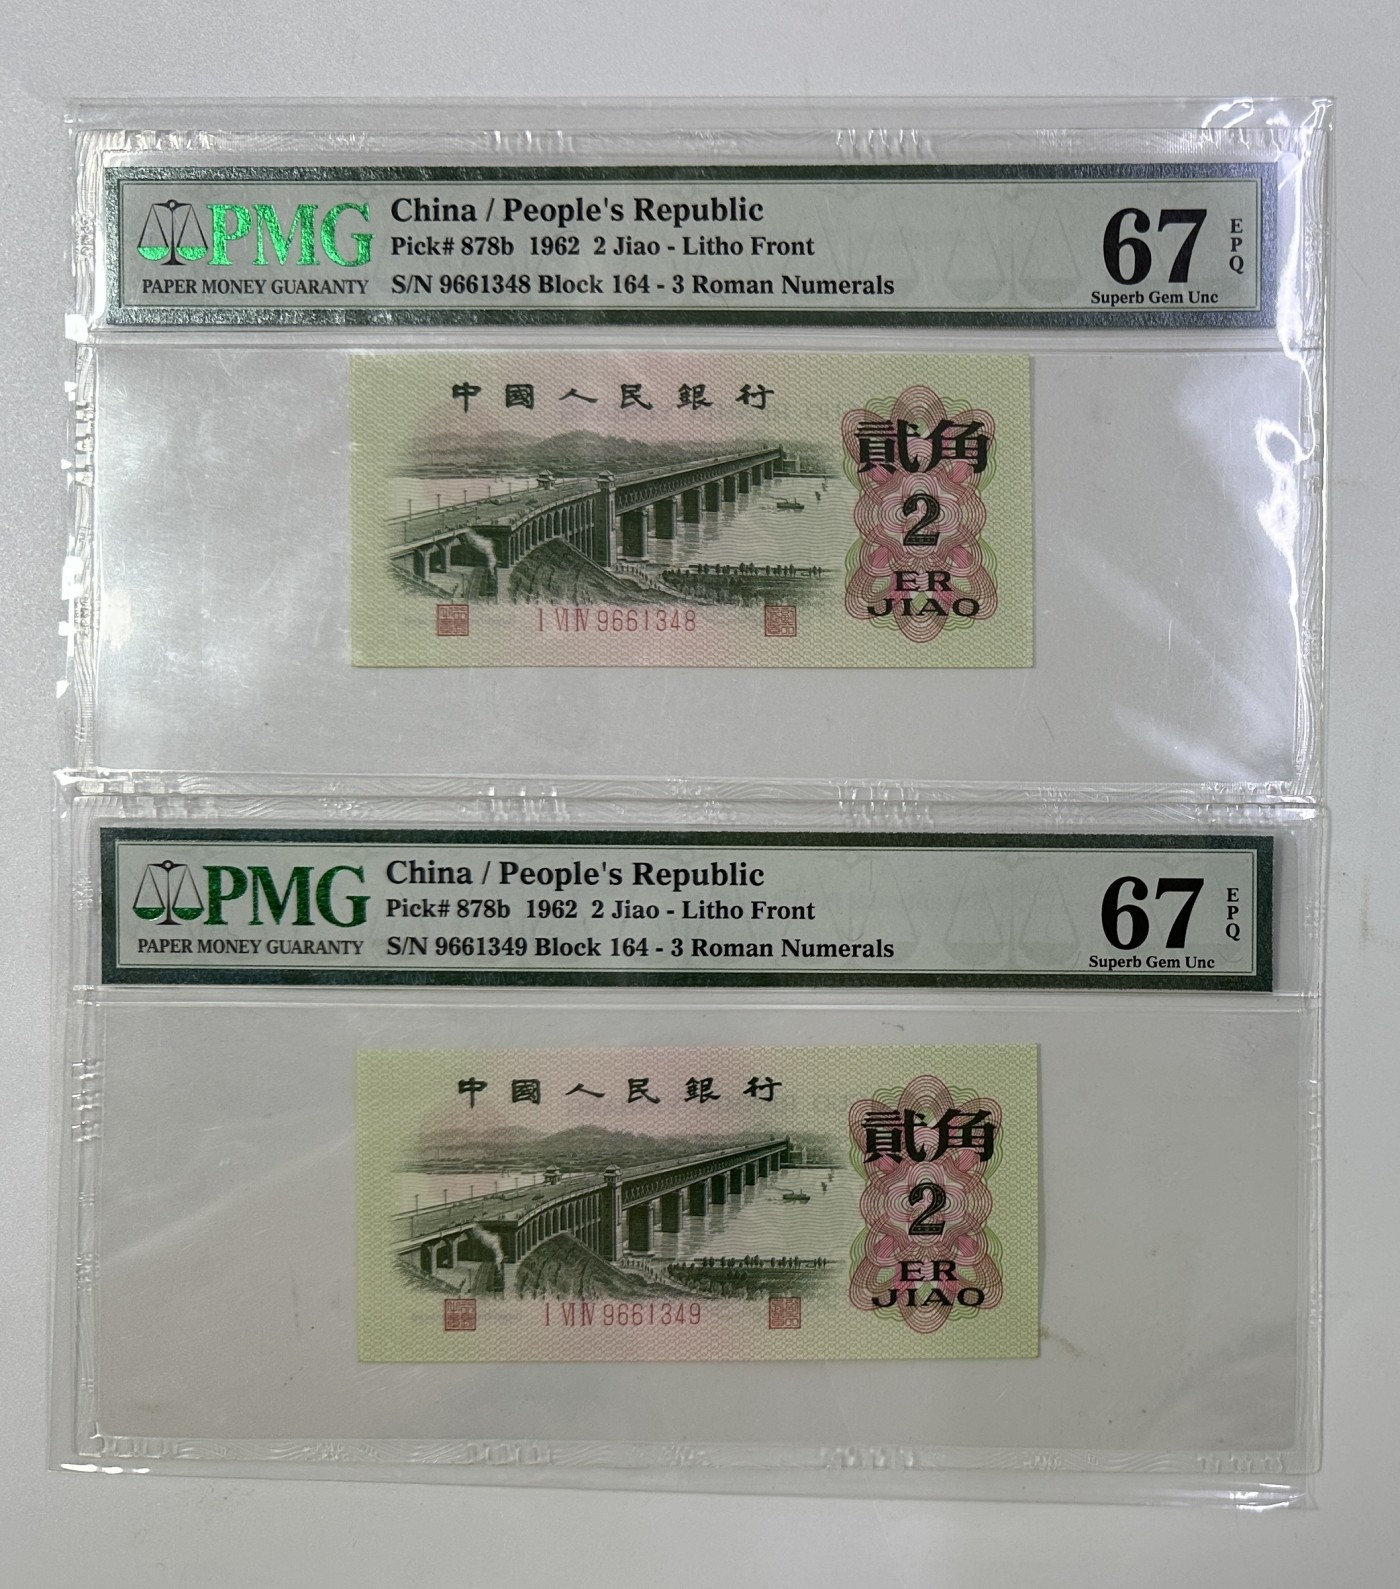 PMG
PAPER MONEY GUARANTY
China / People's Republic
Pick# 878b 1962 2 Jiao - Litho Front
S/N 9661348 Block 164 - 3 Roman Numerals
67
EPQ
Superb Gem Unc
中國人民銀行
貳角
2
ER
JIAO
I VI IV 9661348
PMG
PAPER MONEY GUARANTY
China / People's Republic
Pick# 878b 1962 2 Jiao - Litho Front
S/N 9661349 Block 164 - 3 Roman Numerals
67
EPQ
Superb Gem Unc
中國人民銀行
貳角
2
ER
JIAO
I VI IV 9661349